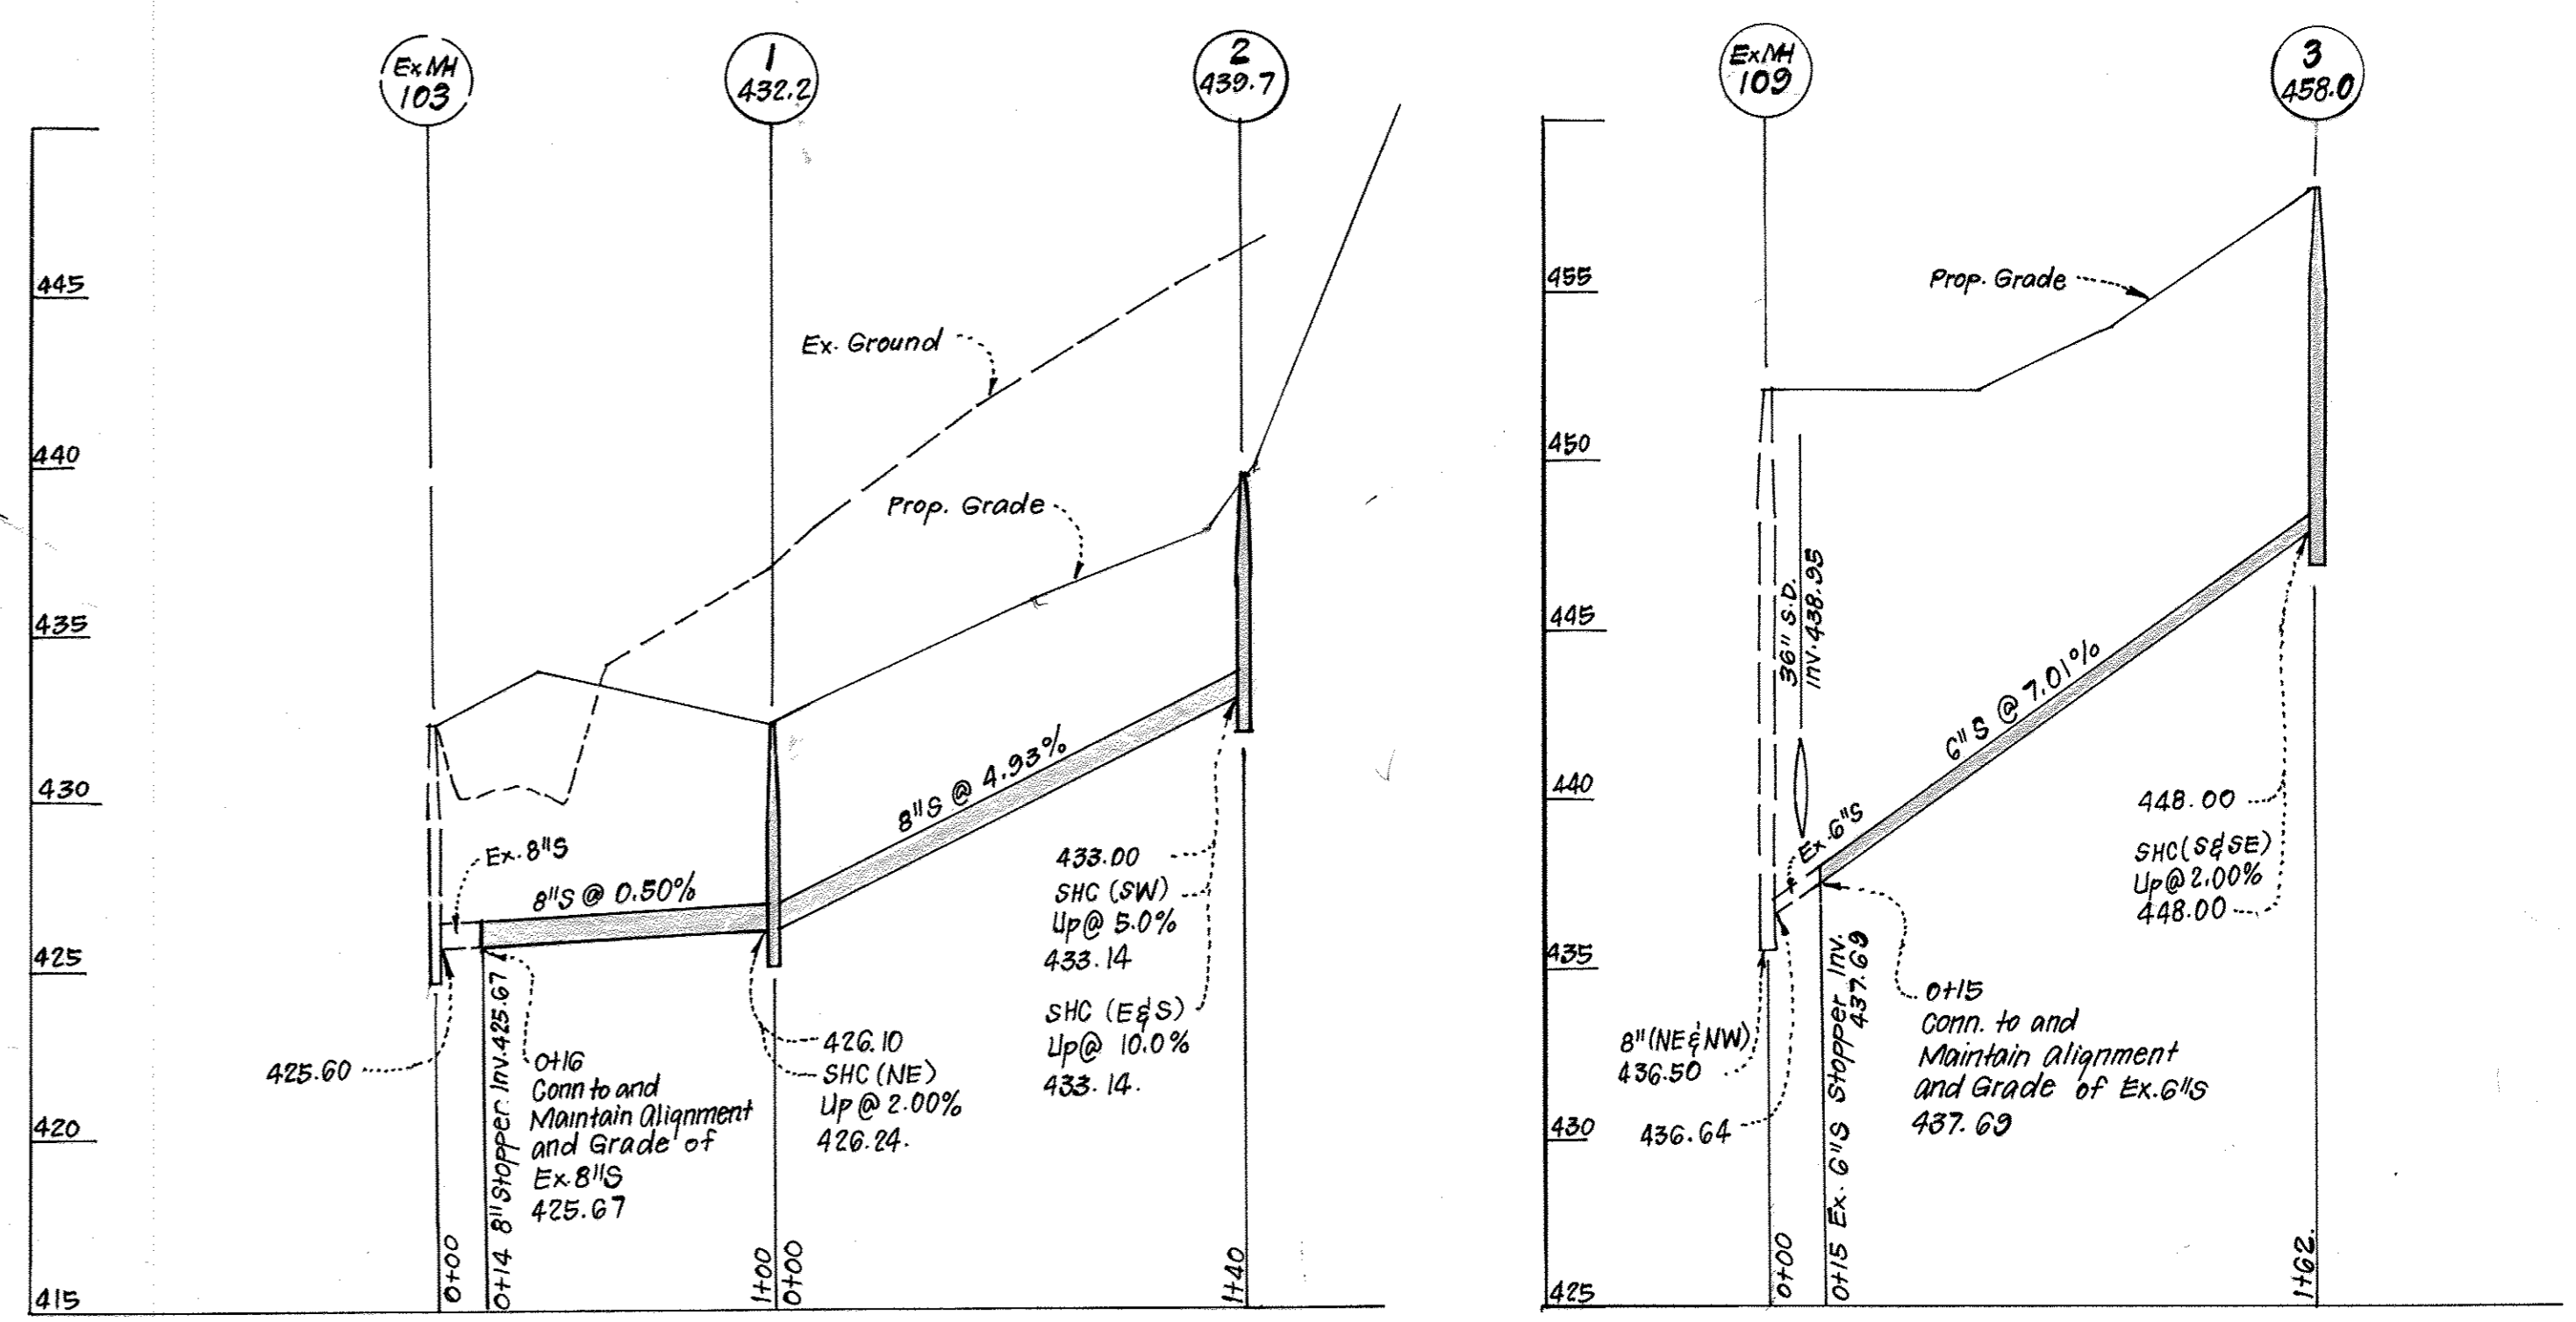 Ex MH
103
1
432.2
2
439.7
445
440
435
430
425
420
415
Ex. Ground
Prop. Grade
Ex. 8"S
8"S @ 0.50%
8"S @ 4.93%
425.60
0+16
Conn to and
Maintain Alignment
and Grade of
Ex. 8"S
425.67
426.10
SHC (NE)
Up @ 2.00%
426.24.
433.00
SHC (SW)
Up @ 5.0%
433.14
SHC (E&S)
Up @ 10.0%
433.14.
0+00
0+14 8" Stopper. Inv. 425.67
1+00
0+00
1+40
Ex MH
109
3
458.0
455
450
445
440
435
430
425
Prop. Grade
36" S.D.
Inv. 438.95
6" S @ 7.01%
Ex. 6"S
448.00
SHC (S&SE)
Up @ 2.00%
448.00
8" (NE&NW)
436.50
436.64
0+15
Conn. to and
Maintain Alignment
and Grade of Ex. 6"S
437.69
0+00
0+15 Ex. 6"S Stopper Inv.
437.69
1+62.